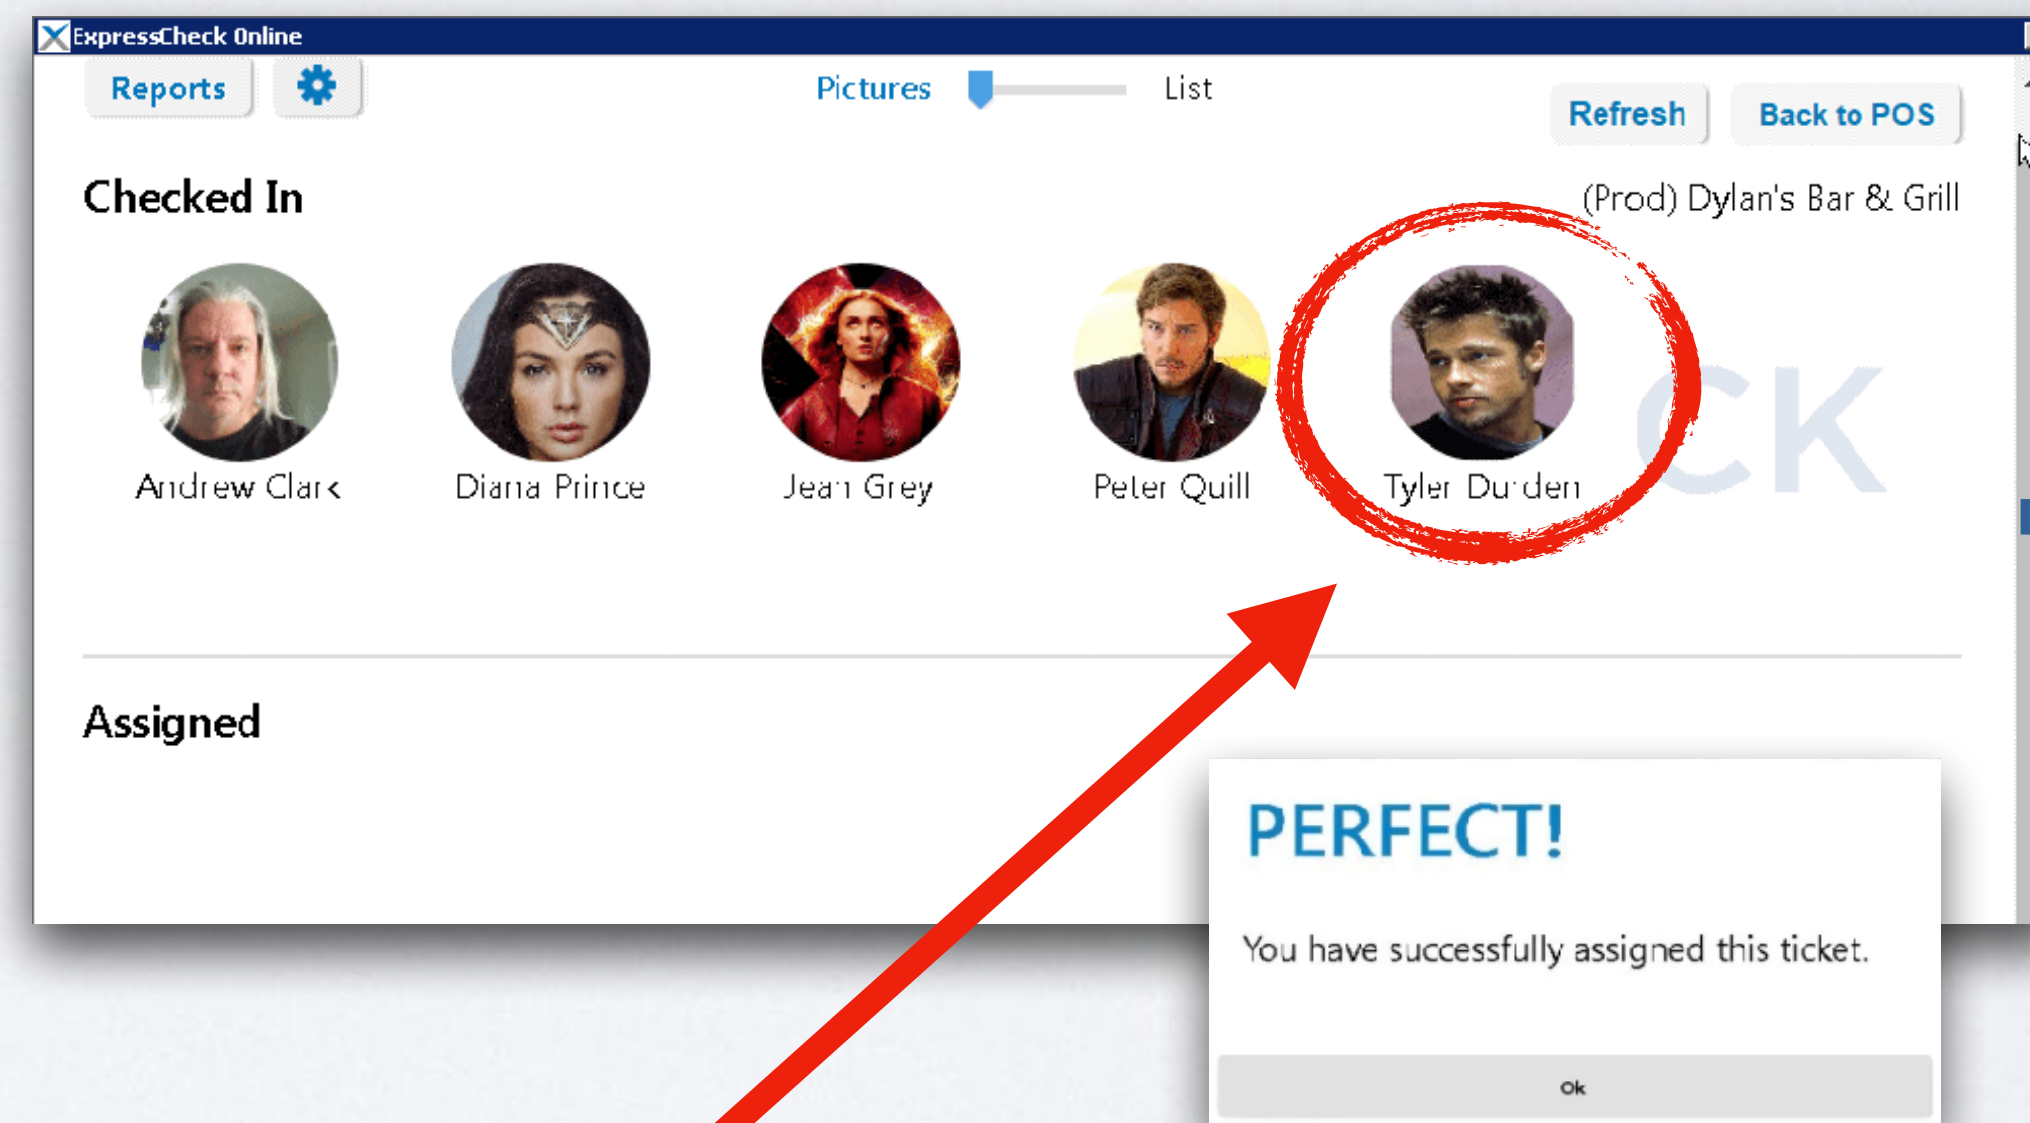 ExpressCheck Online
Reports
Pictures List
Refresh Back to POS
Checked In
(Prod) Dylan's Bar & Grill
CK
Andrew Clark Diana Prince Jean Grey Peter Quill Tyler Durden
Assigned
PERFECT!
You have successfully assigned this ticket.
Ok